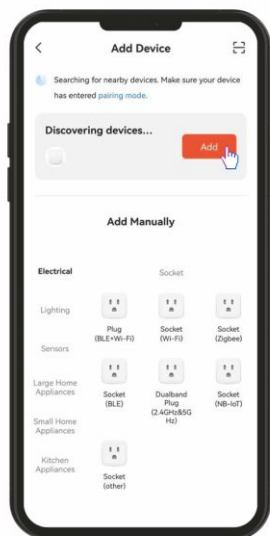 Add Device
Searching for nearby devices. Make sure your device
has entered pairing mode.
Discovering devices...
Add
Add Manually
Electrical
Socket
Lighting
Plug
(BLE+Wi-Fi)
Socket
(Wi-Fi)
Socket
(Zigbee)
Sensors
Large Home
Appliances
Socket
(BLE)
Dualband
Plug
(2.4GHz&5G
Hz)
Socket
(NB-IoT)
Small Home
Appliances
Kitchen
Appliances
Socket
(other)